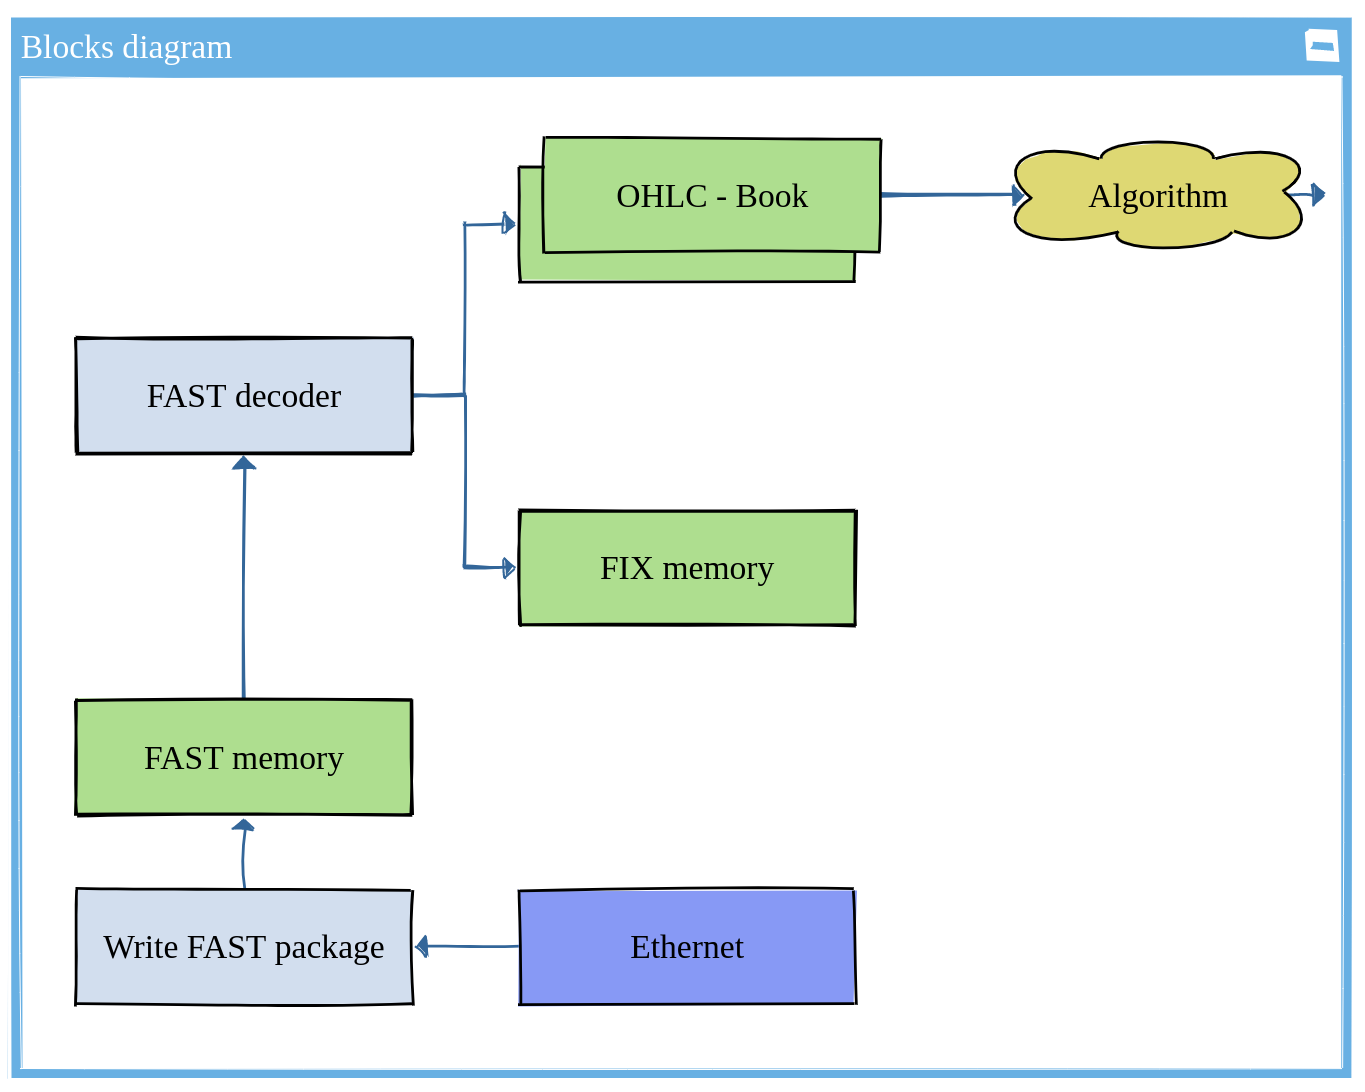 Blocks diagram
OHLC - Book
Algorithm
FAST decoder
FIX memory
FAST memory
Write FAST package
Ethernet